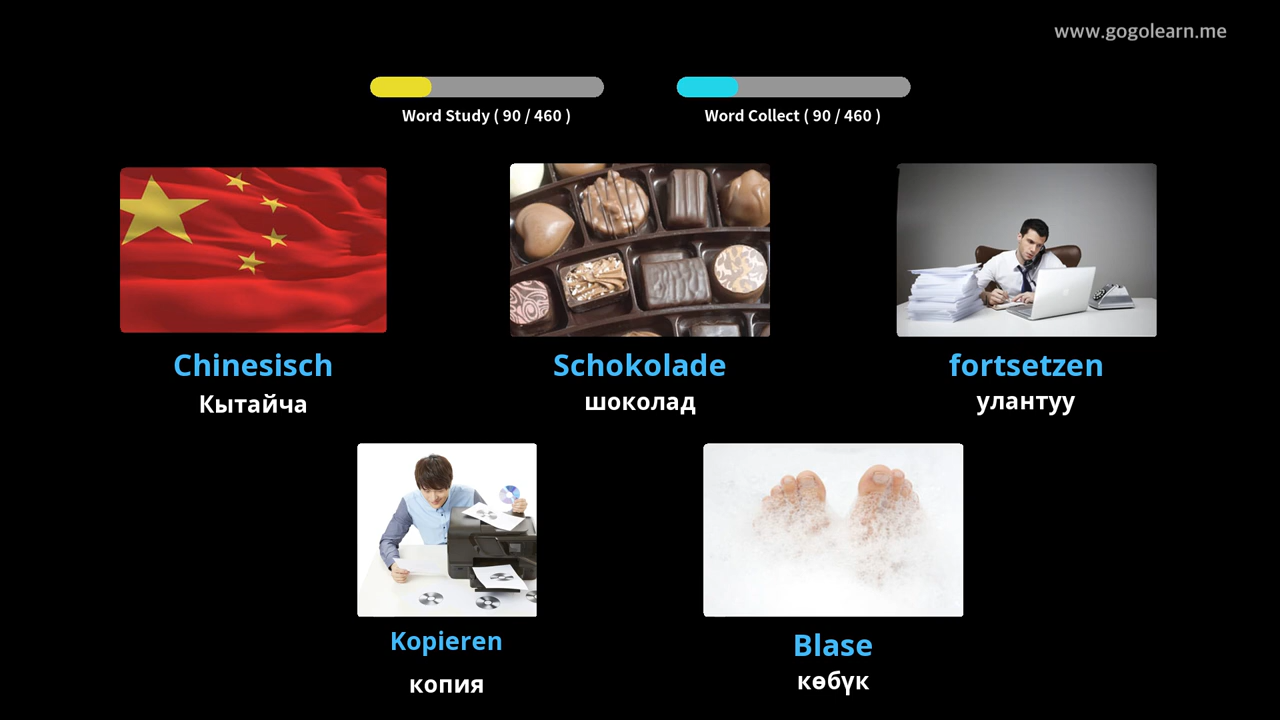 www.gogolearn.me
Word Study ( 90 / 460 )
Word Collect ( 90 / 460 )
Chinesisch
Кытайча
Schokolade
шоколад
fortsetzen
улантуу
Kopieren
копия
Blase
көбүк